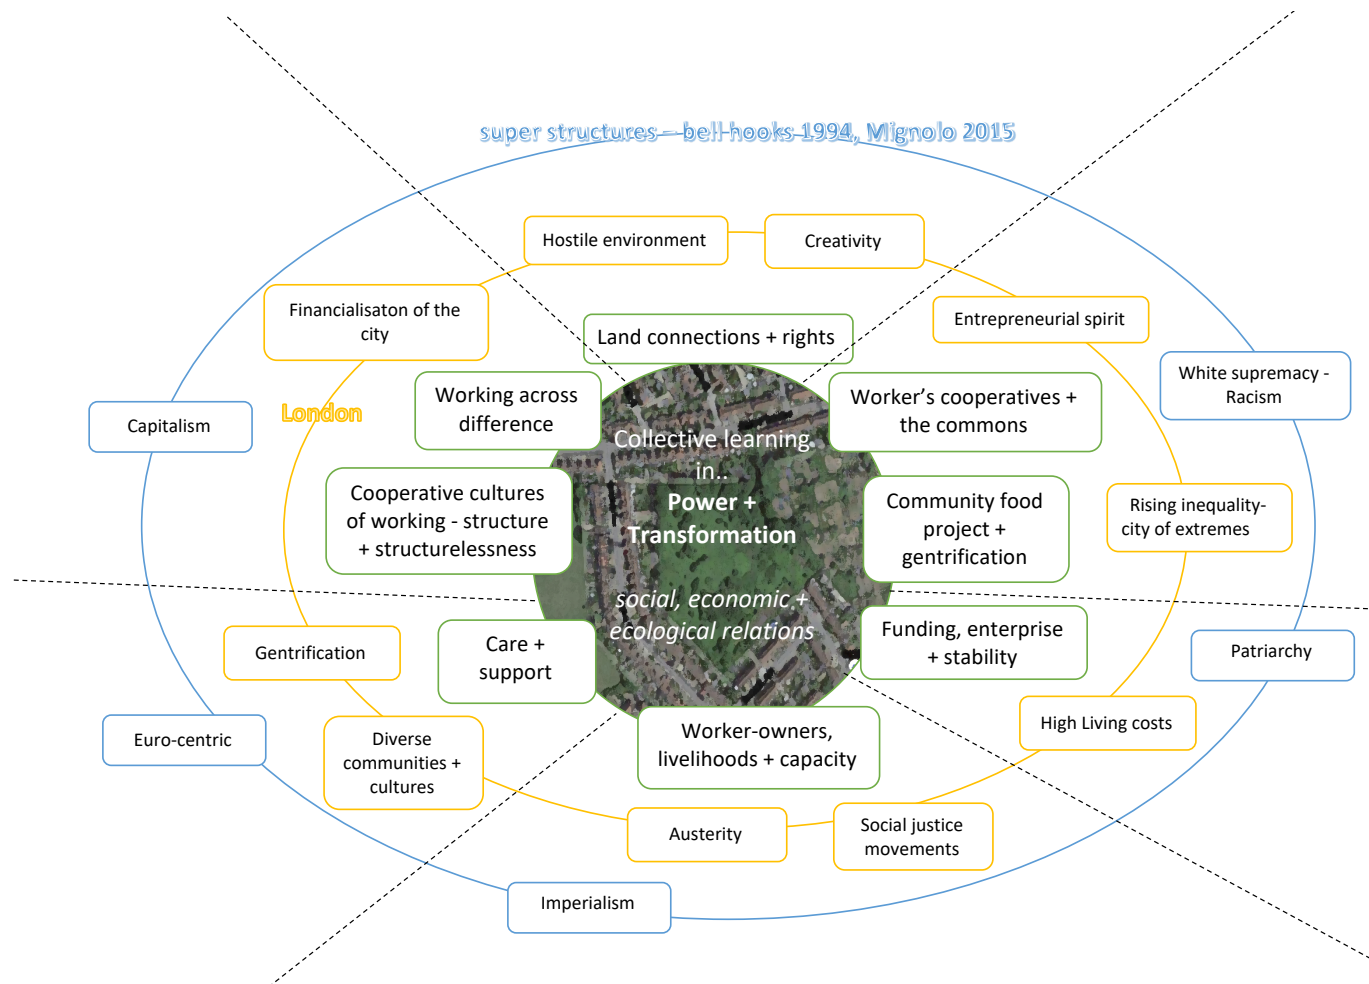 super structures – bell hooks 1994, Mignolo 2015
Hostile environment
Creativity
Financialisaton of the
city
Entrepreneurial spirit
Land connections + rights
London
Capitalism
White supremacy -
Racism
Working across
difference
Worker's cooperatives +
the commons
Collective learning
in..
Power +
Transformation
social, economic +
ecological relations
Cooperative cultures
of working - structure
+ structurelessness
Community food
project +
gentrification
Rising inequality-
city of extremes
Gentrification
Care +
support
Funding, enterprise
+ stability
Patriarchy
Euro-centric
Diverse
communities +
cultures
Worker-owners,
livelihoods + capacity
High Living costs
Austerity
Social justice
movements
Imperialism